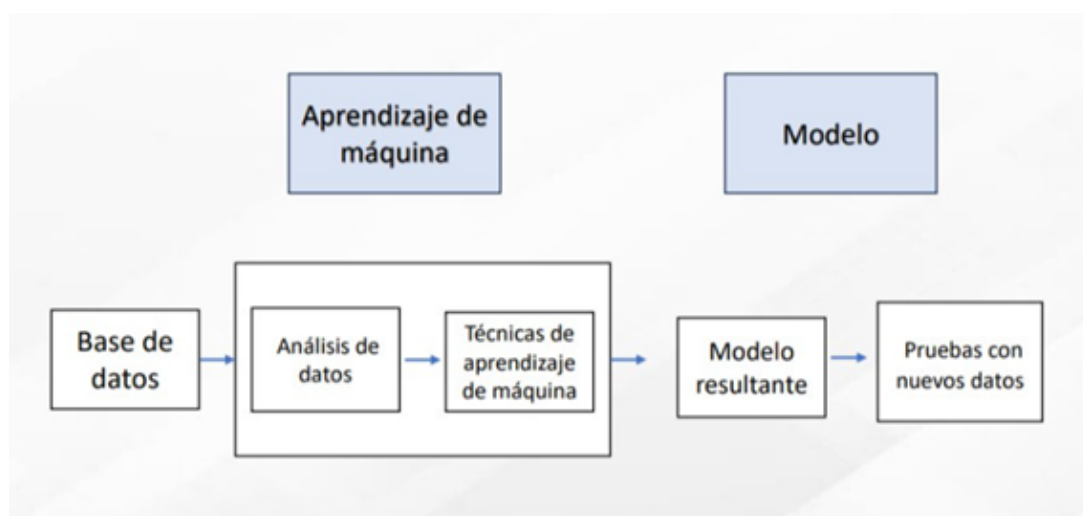 Aprendizaje de
máquina
Modelo
Base de
datos
Análisis de
datos
Técnicas de
aprendizaje
de máquina
Modelo
resultante
Pruebas con
nuevos datos